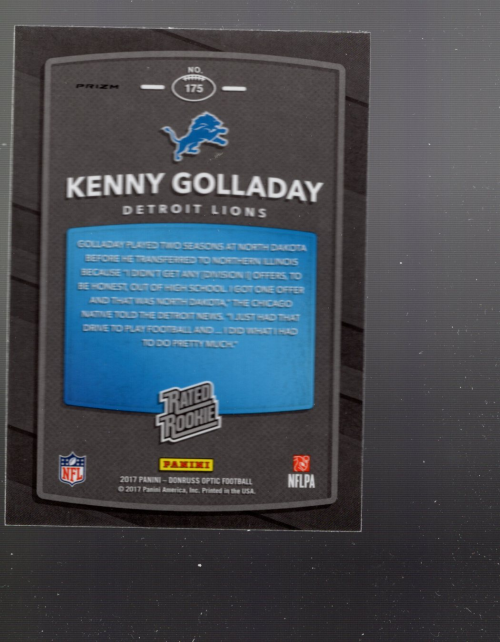 NO.
PRIZM
175
KENNY GOLLADAY
DETROIT LIONS
GOLLADAY PLAYED TWO SEASONS AT NORTH DAKOTA
BEFORE HE TRANSFERRED TO NORTHERN ILLINOIS
BECAUSE "I DIDN'T GET ANY [DIVISION I] OFFERS, TO
BE HONEST, OUT OF HIGH SCHOOL. I GOT ONE OFFER
AND THAT WAS NORTH DAKOTA," THE CHICAGO
NATIVE TOLD THE DETROIT NEWS. "I JUST HAD THAT
DRIVE TO PLAY FOOTBALL AND ... I DID WHAT I HAD
TO DO PRETTY MUCH."
RATED
ROOKIE
PANINI
NFL
NFLPA
2017 PANINI – DONRUSS OPTIC FOOTBALL
© 2017 Panini America, Inc. Printed in the USA.